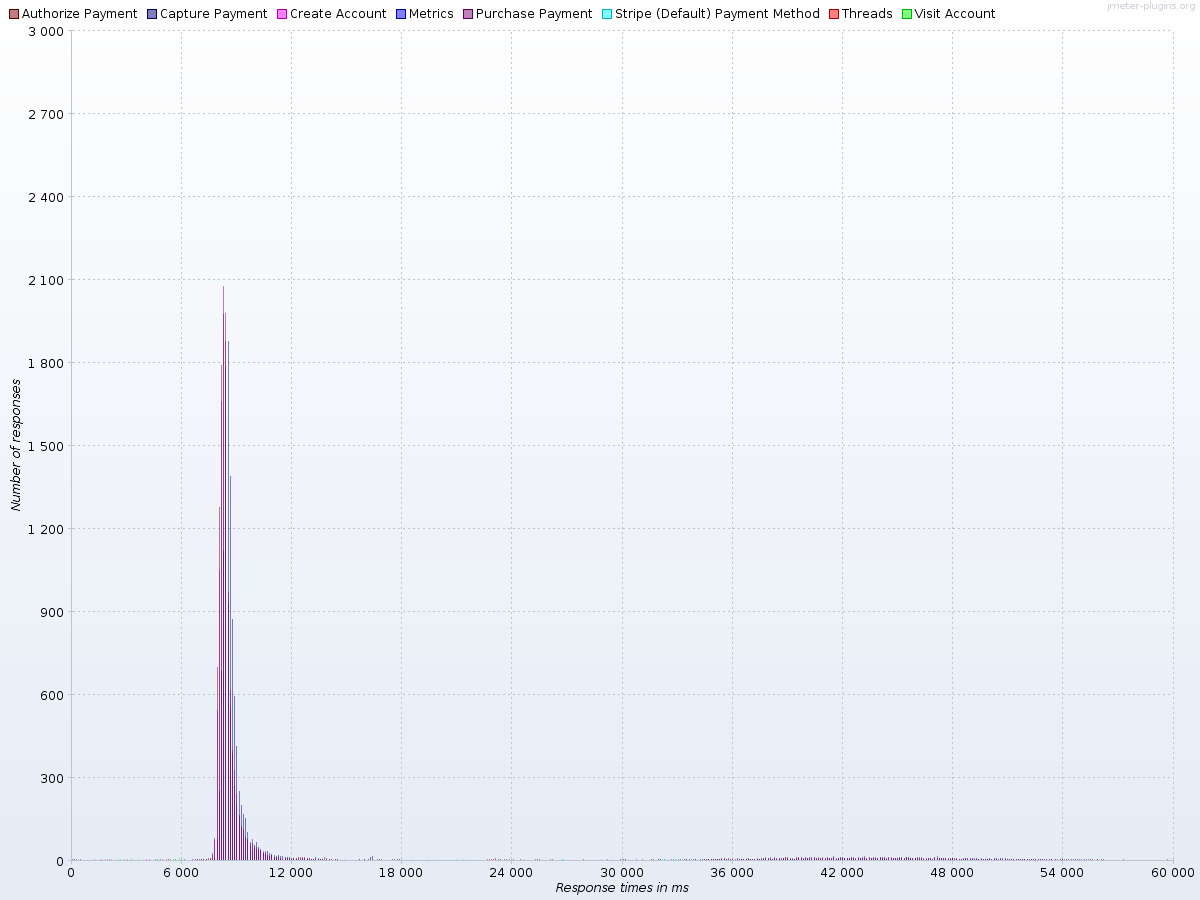 jmeter-plugins.org
Authorize Payment Capture Payment Create Account Metrics Purchase Payment Stripe (Default) Payment Method Threads Visit Account
3 000
2 700
2 400
2 100
1 800
1 500
1 200
900
600
300
0
Number of responses
0 6 000 12 000 18 000 24 000 30 000 36 000 42 000 48 000 54 000 60 000
Response times in ms